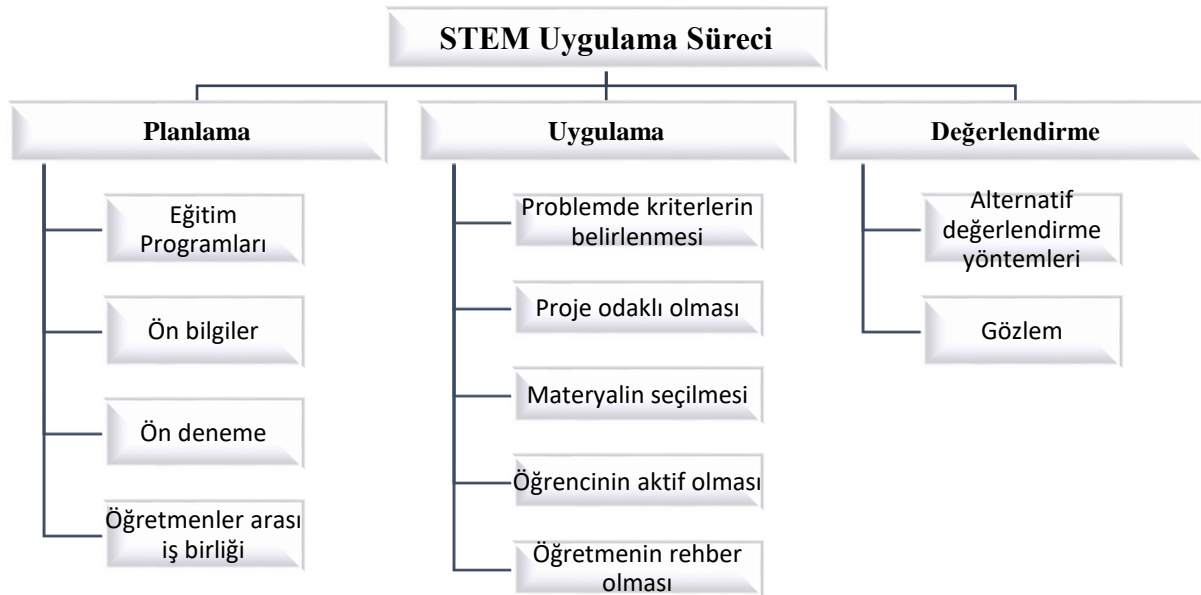 STEM Uygulama Süreci
Planlama
Eğitim
Programları
Ön bilgiler
Ön deneme
Öğretmenler arası
iş birliği
Uygulama
Problemde kriterlerin
belirlenmesi
Proje odaklı olması
Materyalin seçilmesi
Öğrencinin aktif olması
Öğretmenin rehber
olması
Değerlendirme
Alternatif
değerlendirme
yöntemleri
Gözlem